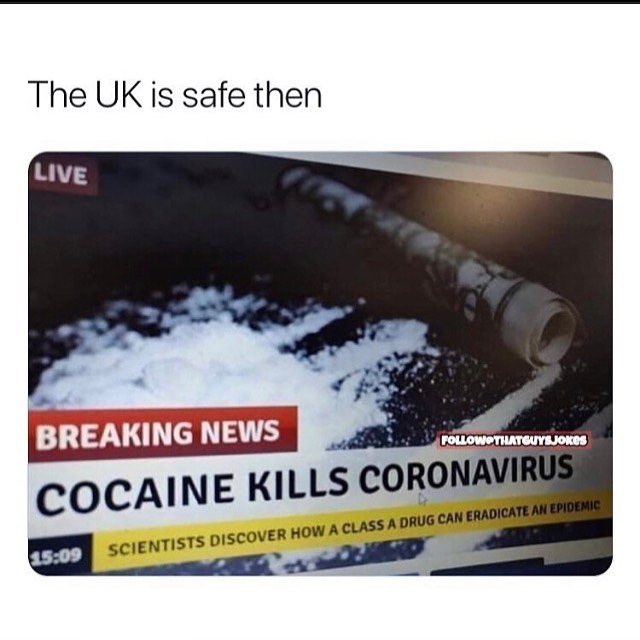 The UK is safe then
LIVE
BREAKING NEWS
FOLLOW@THATGUYSJOKES
COCAINE KILLS CORONAVIRUS
15:09 SCIENTISTS DISCOVER HOW A CLASS A DRUG CAN ERADICATE AN EPIDEMIC